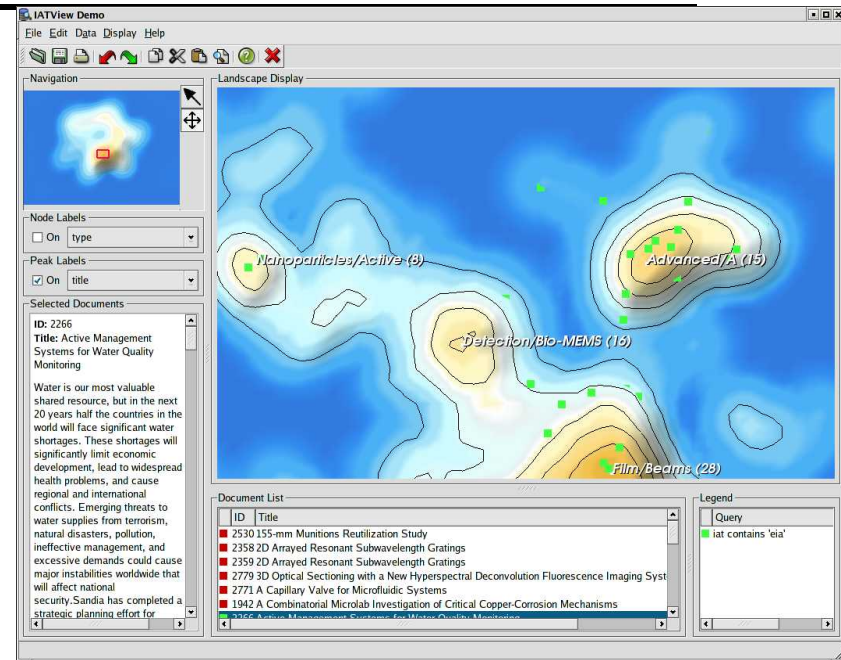 IATView Demo
File Edit Data Display Help
Navigation
Node Labels
On type
Peak Labels
On title
Selected Documents
ID: 2266
Title: Active Management
Systems for Water Quality
Monitoring
Water is our most valuable
shared resource, but in the next
20 years half the countries in the
world will face significant water
shortages. These shortages will
significantly limit economic
development, lead to widespread
health problems, and cause
regional and international
conflicts. Emerging threats to
water supplies from terrorism,
natural disasters, pollution,
ineffective management, and
excessive demands could cause
major instabilities worldwide that
will affect national
security.Sandia has completed a
strategic planning effort for
Landscape Display
Nanoparticles/Active (8)
Advanced/A (15)
Detection/Bio-MEMS (16)
Film/Beams (28)
Document List
ID Title
2530 155-mm Munitions Reutilization Study
2358 2D Arrayed Resonant Subwavelength Gratings
2359 2D Arrayed Resonant Subwavelength Gratings
2779 3D Optical Sectioning with a New Hyperspectral Deconvolution Fluorescence Imaging Syst
2771 A Capillary Valve for Microfluidic Systems
1942 A Combinatorial Microlab Investigation of Critical Copper-Corrosion Mechanisms
2266 Active Management Systems for Water Quality Monitoring
Legend
Query
iat contains 'eia'